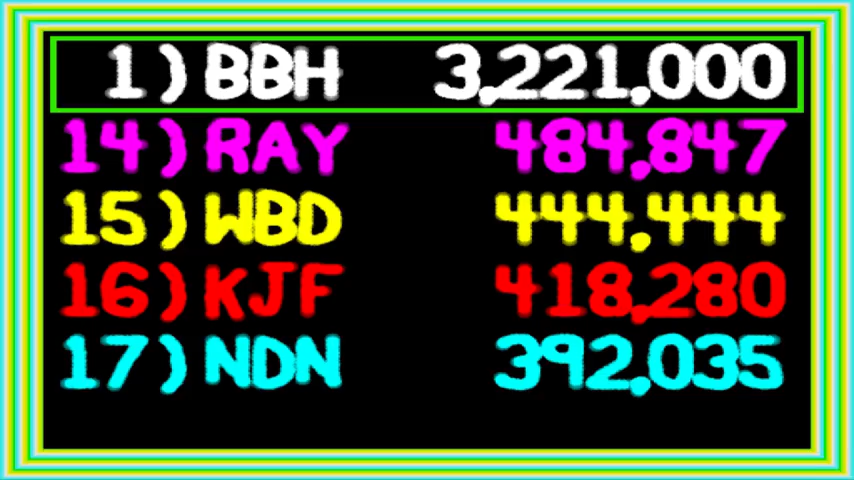 1) BBH 3,221,000
14) RAY 484,847
15) WBD 444,444
16) KJF 418,280
17) NDN 392,035